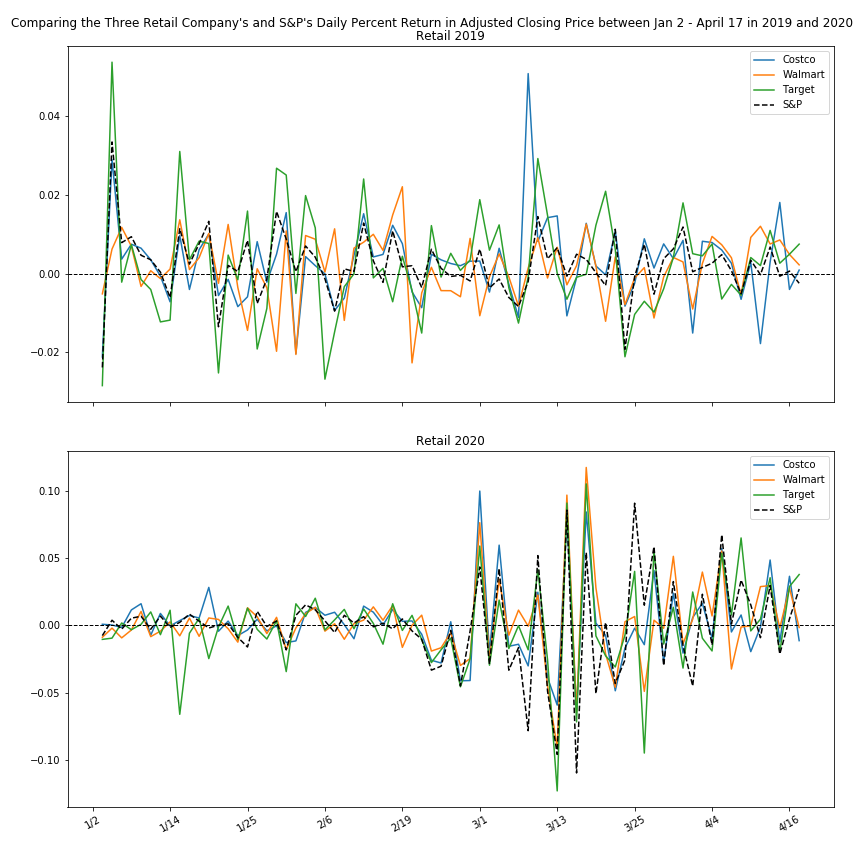 Comparing the Three Retail Company's and S&P's Daily Percent Return in Adjusted Closing Price between Jan 2 - April 17 in 2019 and 2020
Retail 2019
Costco
Walmart
Target
S&P
0.04
0.02
0.00
−0.02
Retail 2020
Costco
Walmart
Target
S&P
0.10
0.05
0.00
−0.05
−0.10
1/2
1/14
1/25
2/6
2/19
3/1
3/13
3/25
4/4
4/16